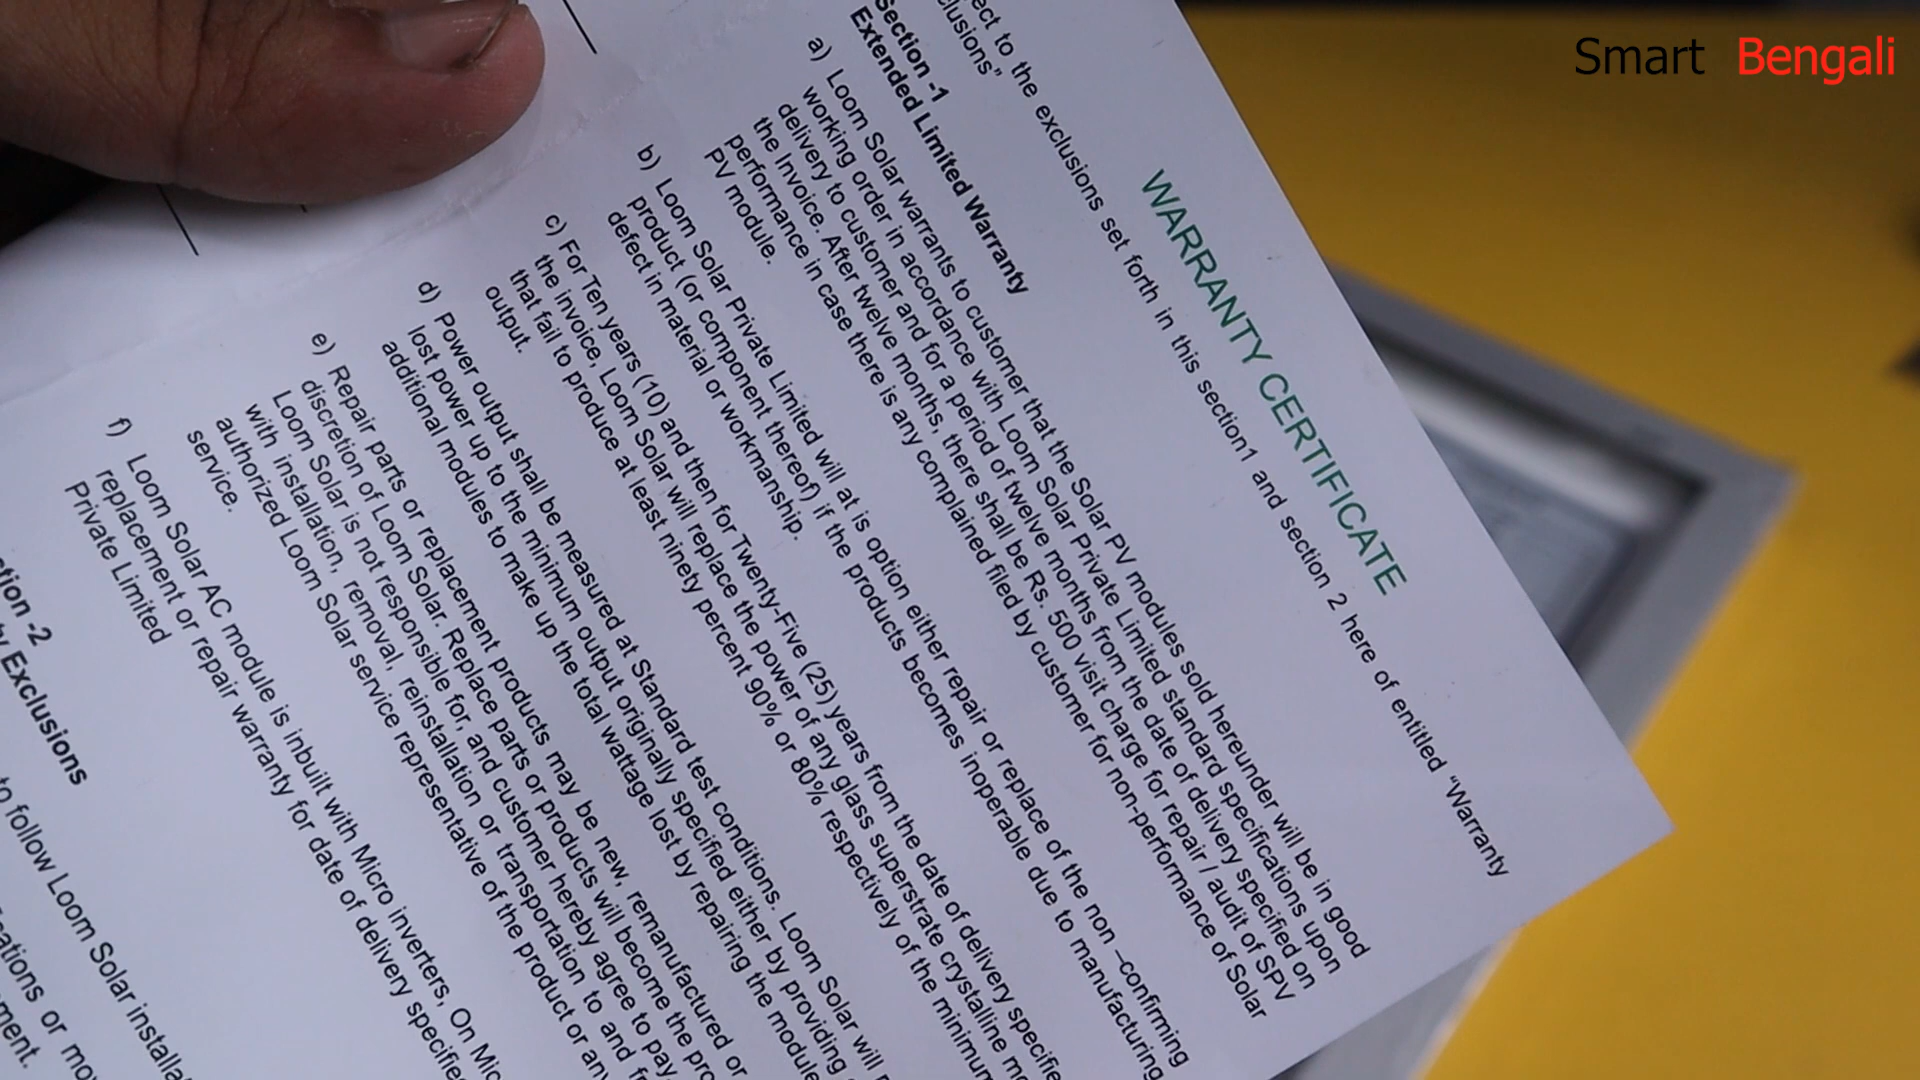 Smart Bengali
WARRANTY CERTIFICATE
to the exclusions set forth in this section1 and section 2 here of entitled “Warranty
Section -1
Extended Limited Warranty
a) Loom Solar warrants to customer that the Solar PV modules sold hereunder will be in good
working order in accordance with Loom Solar Private Limited standard specifications upon
delivery to customer and for a period of twelve months from the date of delivery specified on
the Invoice. After twelve months, there shall be Rs. 500 visit charge for repair / audit of SPV
performance in case there is any complained filed by customer for non-performance of Solar
PV module.
b) Loom Solar Private Limited will at is option either repair or replace of the non –confirming
product (or component thereof) if the products becomes inoperable due to manufacturing
defect in material or workmanship.
c) For Ten years (10) and then for Twenty-Five (25) years from the date of delivery
the invoice, Loom Solar will replace the power of any glass superstrate crystalline
that fail to produce at least ninety percent 90% or 80% respectively of the minimum
output.
d) Power output shall be measured at Standard test conditions. Loom Solar will
lost power up to the minimum output originally specified either by providing
additional modules to make up the total wattage lost by repairing the module
e) Repair parts or replacement products may be new, remanufactured or
discretion of Loom Solar. Replace parts or products will become the
Loom Solar is not responsible for, and customer hereby agree to pay
with installation, removal, reinstallation or transportation to and
authorized Loom Solar service representative of the product or any
service.
f) Loom Solar AC module is inbuilt with Micro inverters, On
replacement or repair warranty for date of delivery
Private Limited
-2
Exclusions
to follow Loom Solar
or